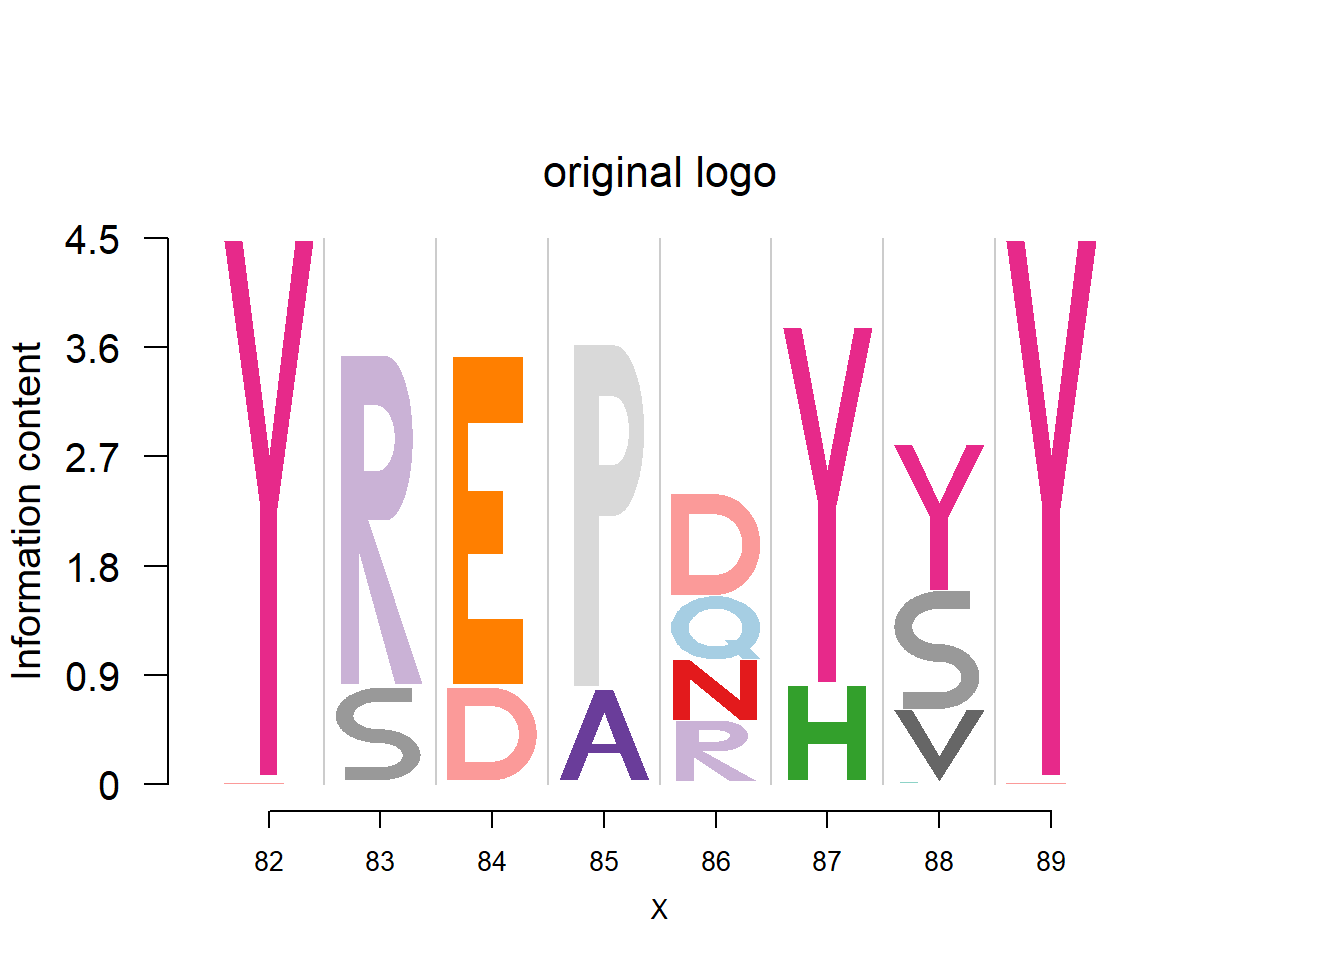 original logo
Information content
4.5
3.6
2.7
1.8
0.9
0
Y
R S
E D
P A
D Q N R
Y H
Y S V
Y
82 83 84 85 86 87 88 89
X